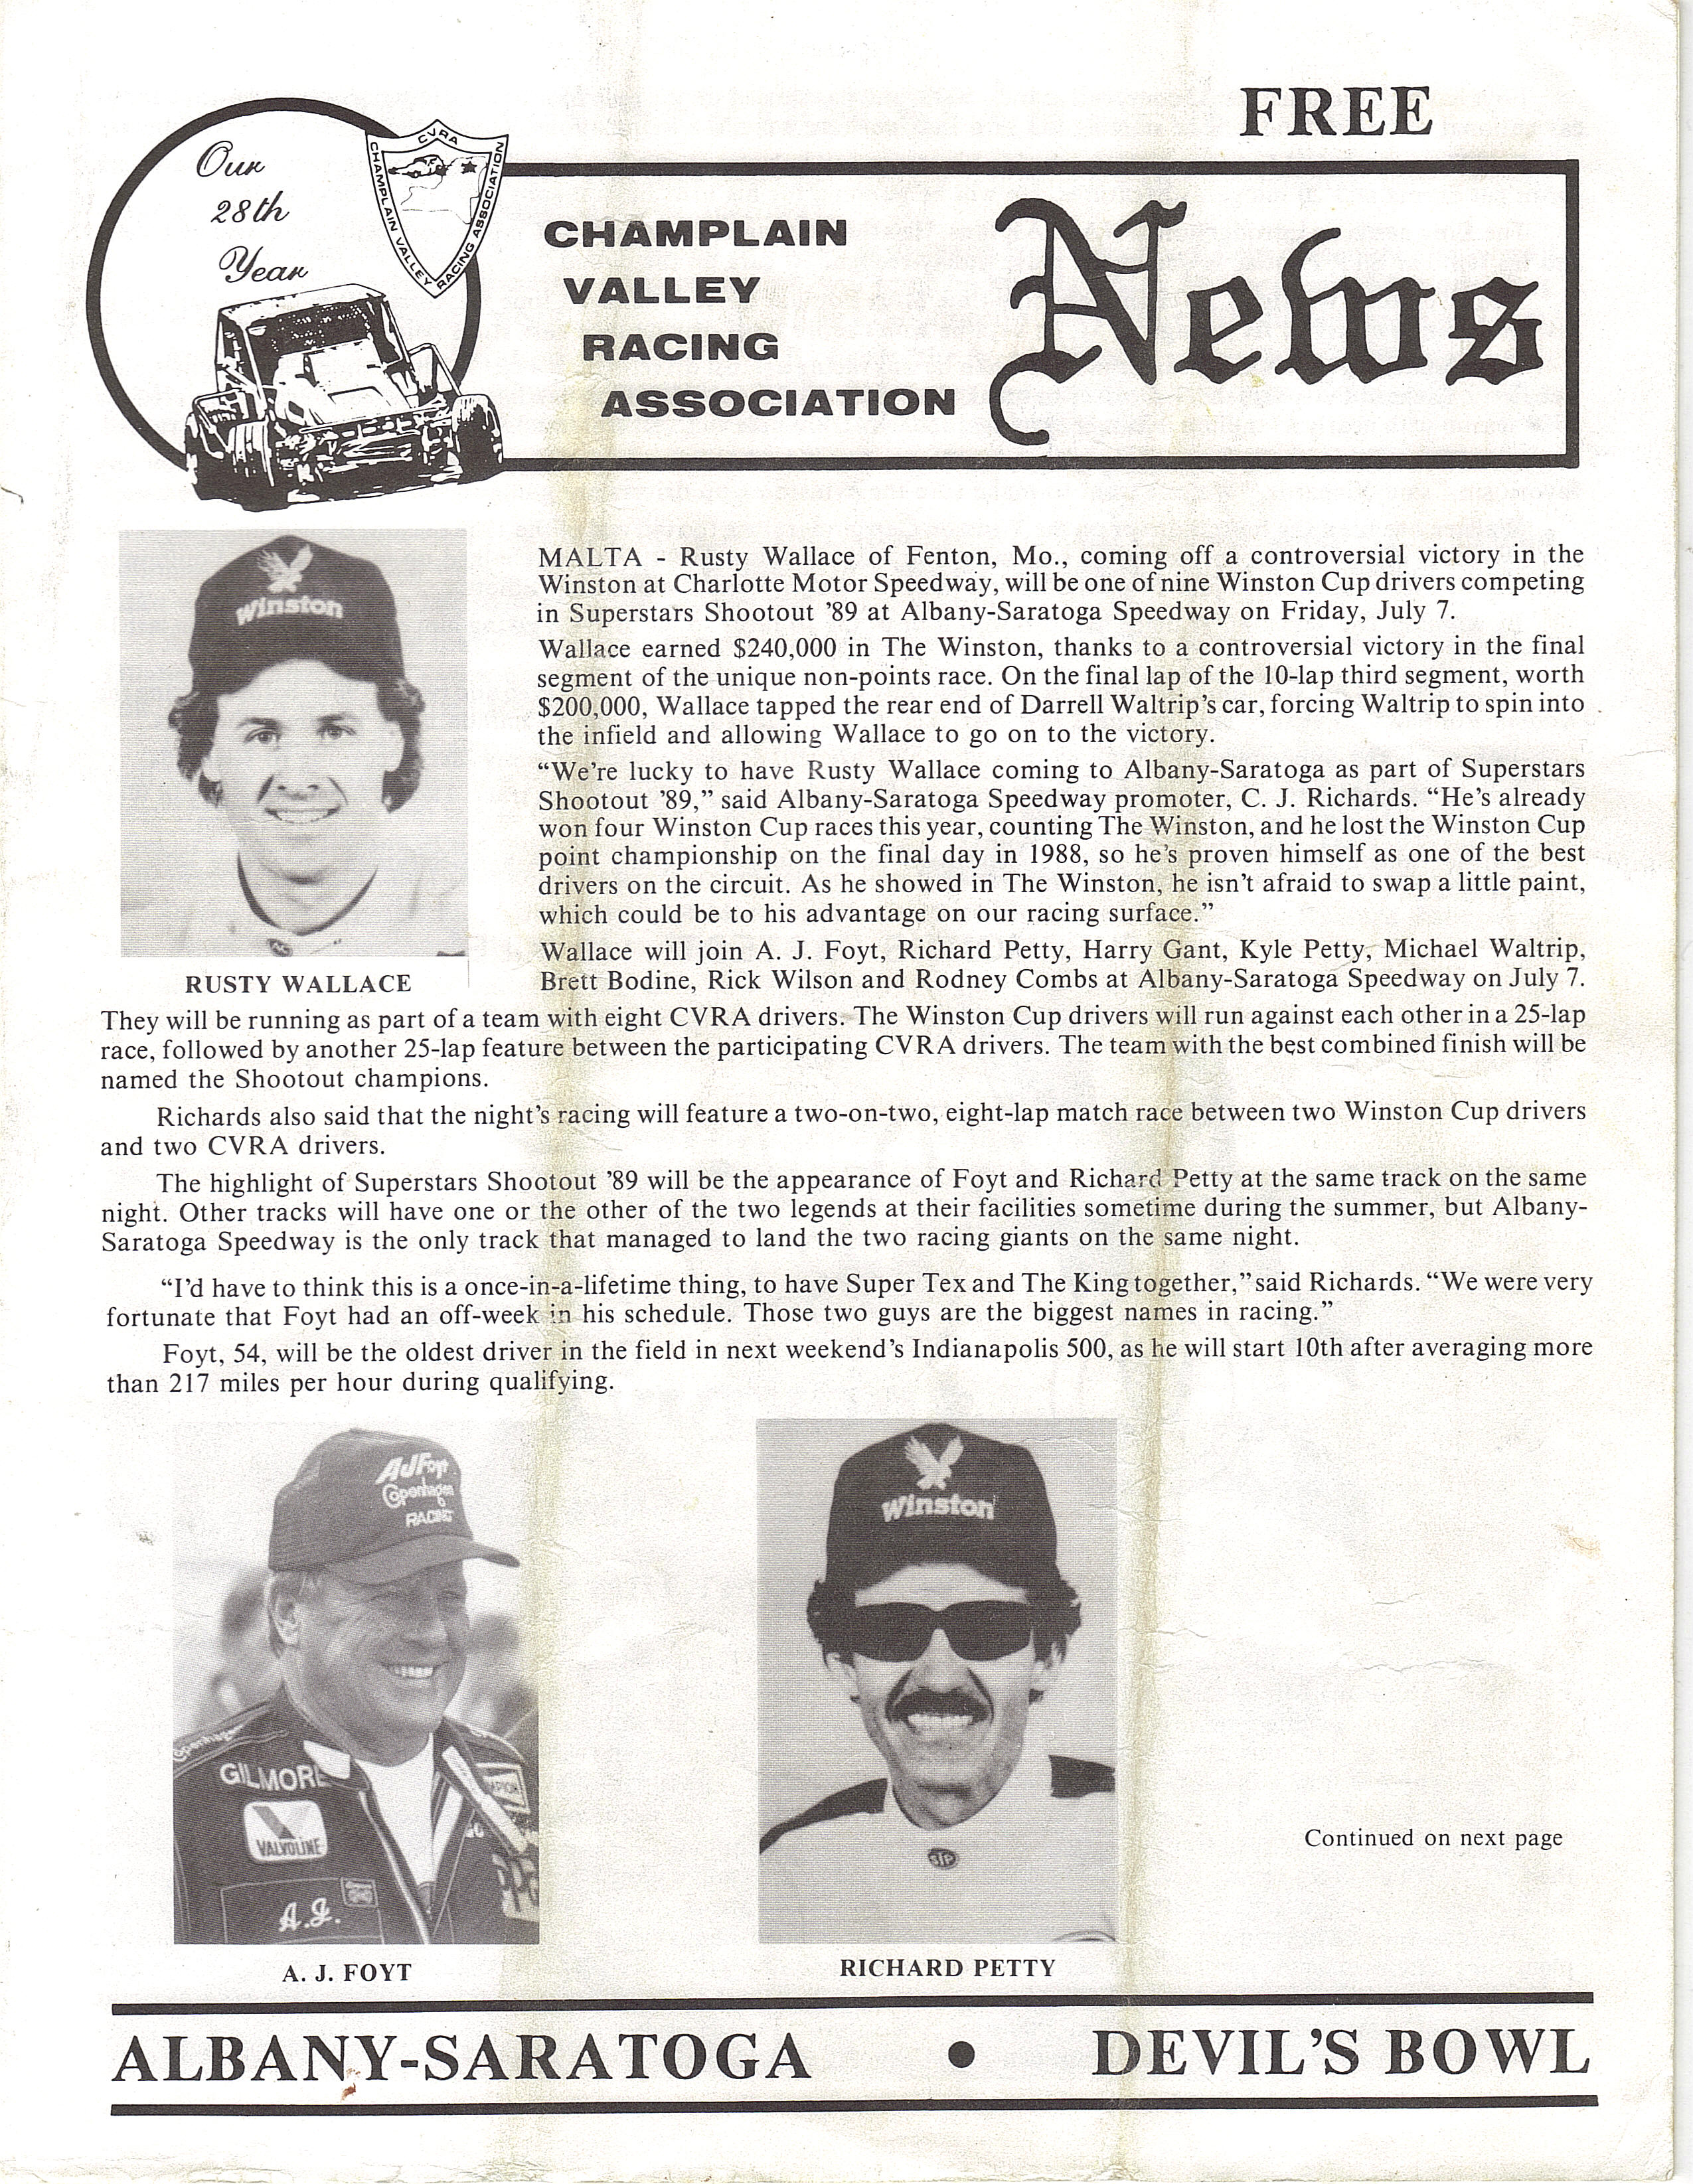 FREE
Our
28th
Year
CVRA
CHAMPLAIN VALLEY RACING ASSOCIATION
CHAMPLAIN
VALLEY
RACING
ASSOCIATION
News
Winston
RUSTY WALLACE
MALTA - Rusty Wallace of Fenton, Mo., coming off a controversial victory in the
Winston at Charlotte Motor Speedway, will be one of nine Winston Cup drivers competing
in Superstars Shootout '89 at Albany-Saratoga Speedway on Friday, July 7.
Wallace earned $240,000 in The Winston, thanks to a controversial victory in the final
segment of the unique non-points race. On the final lap of the 10-lap third segment, worth
$200,000, Wallace tapped the rear end of Darrell Waltrip's car, forcing Waltrip to spin into
the infield and allowing Wallace to go on to the victory.
“We're lucky to have Rusty Wallace coming to Albany-Saratoga as part of Superstars
Shootout '89,” said Albany-Saratoga Speedway promoter, C. J. Richards. “He's already
won four Winston Cup races this year, counting The Winston, and he lost the Winston Cup
point championship on the final day in 1988, so he's proven himself as one of the best
drivers on the circuit. As he showed in The Winston, he isn't afraid to swap a little paint,
which could be to his advantage on our racing surface.”
Wallace will join A. J. Foyt, Richard Petty, Harry Gant, Kyle Petty, Michael Waltrip,
Brett Bodine, Rick Wilson and Rodney Combs at Albany-Saratoga Speedway on July 7.
They will be running as part of a team with eight CVRA drivers. The Winston Cup drivers will run against each other in a 25-lap
race, followed by another 25-lap feature between the participating CVRA drivers. The team with the best combined finish will be
named the Shootout champions.
Richards also said that the night's racing will feature a two-on-two, eight-lap match race between two Winston Cup drivers
and two CVRA drivers.
The highlight of Superstars Shootout '89 will be the appearance of Foyt and Richard Petty at the same track on the same
night. Other tracks will have one or the other of the two legends at their facilities sometime during the summer, but Albany-
Saratoga Speedway is the only track that managed to land the two racing giants on the same night.
“I'd have to think this is a once-in-a-lifetime thing, to have Super Tex and The King together,” said Richards. “We were very
fortunate that Foyt had an off-week in his schedule. Those two guys are the biggest names in racing.”
Foyt, 54, will be the oldest driver in the field in next weekend's Indianapolis 500, as he will start 10th after averaging more
than 217 miles per hour during qualifying.
AJFoyt
Copenhagen
RACING
Copenhagen
GILMORE
VALVOLINE
A.J.
Winston
STP
Continued on next page
A. J. FOYT
RICHARD PETTY
ALBANY-SARATOGA • DEVIL'S BOWL